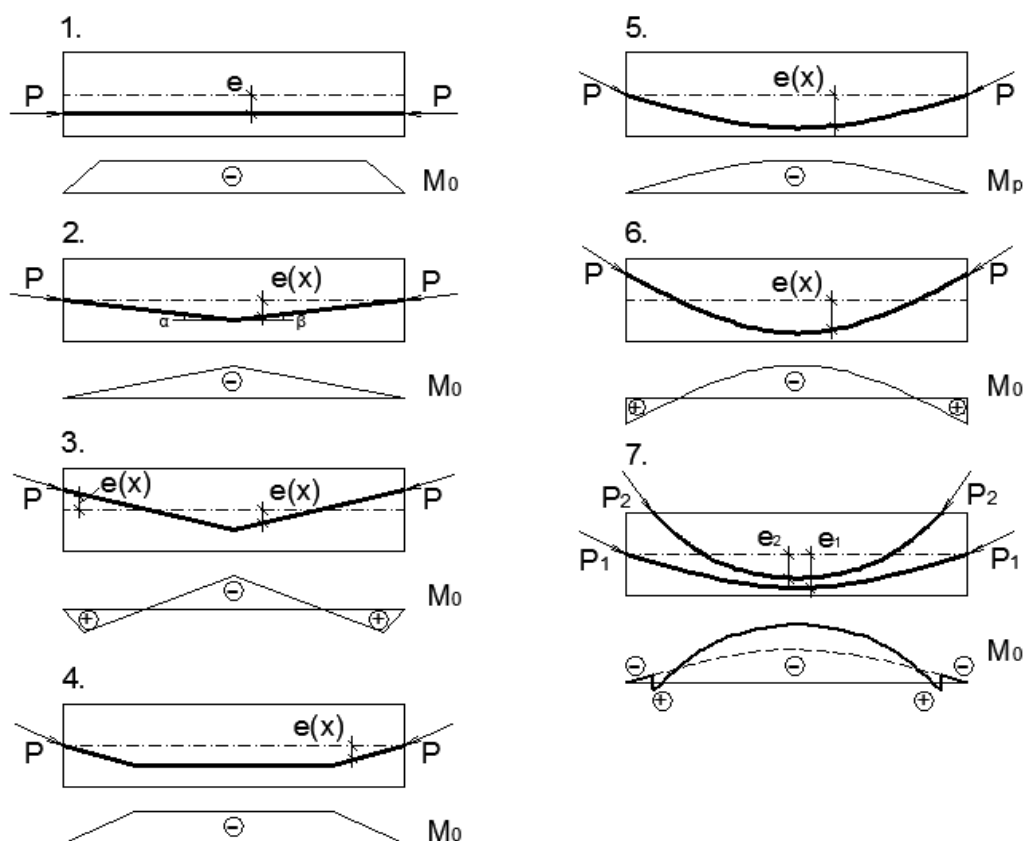 1.
e
P P
⊖ M₀
2.
P e(x) P
α β
⊖ M₀
3.
P e(x) e(x) P
⊕ ⊖ ⊕ M₀
4.
P e(x) P
⊖ M₀
5.
P e(x) P
⊖ Mₚ
6.
P e(x) P
⊕ ⊖ ⊕ M₀
7.
P₂ P₂
P₁ e₂ e₁ P₁
⊖ ⊖ ⊖ M₀
⊕ ⊕